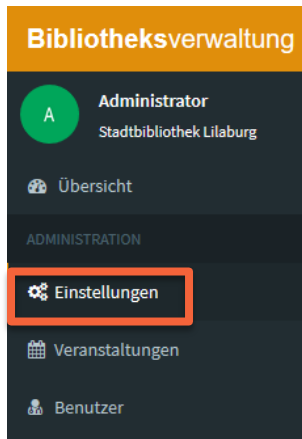 Bibliotheksverwaltung
A
Administrator
Stadtbibliothek Lilaburg
Übersicht
ADMINISTRATION
Einstellungen
Veranstaltungen
Benutzer